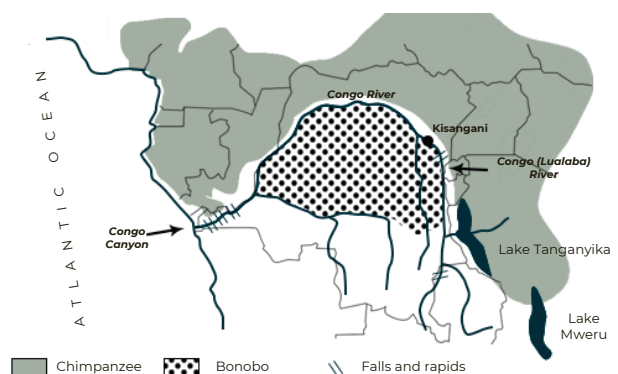 ATLANTIC OCEAN
Congo River
Kisangani
Congo (Lualaba)
River
Congo
Canyon
Lake Tanganyika
Lake
Mweru
Chimpanzee
Bonobo
Falls and rapids